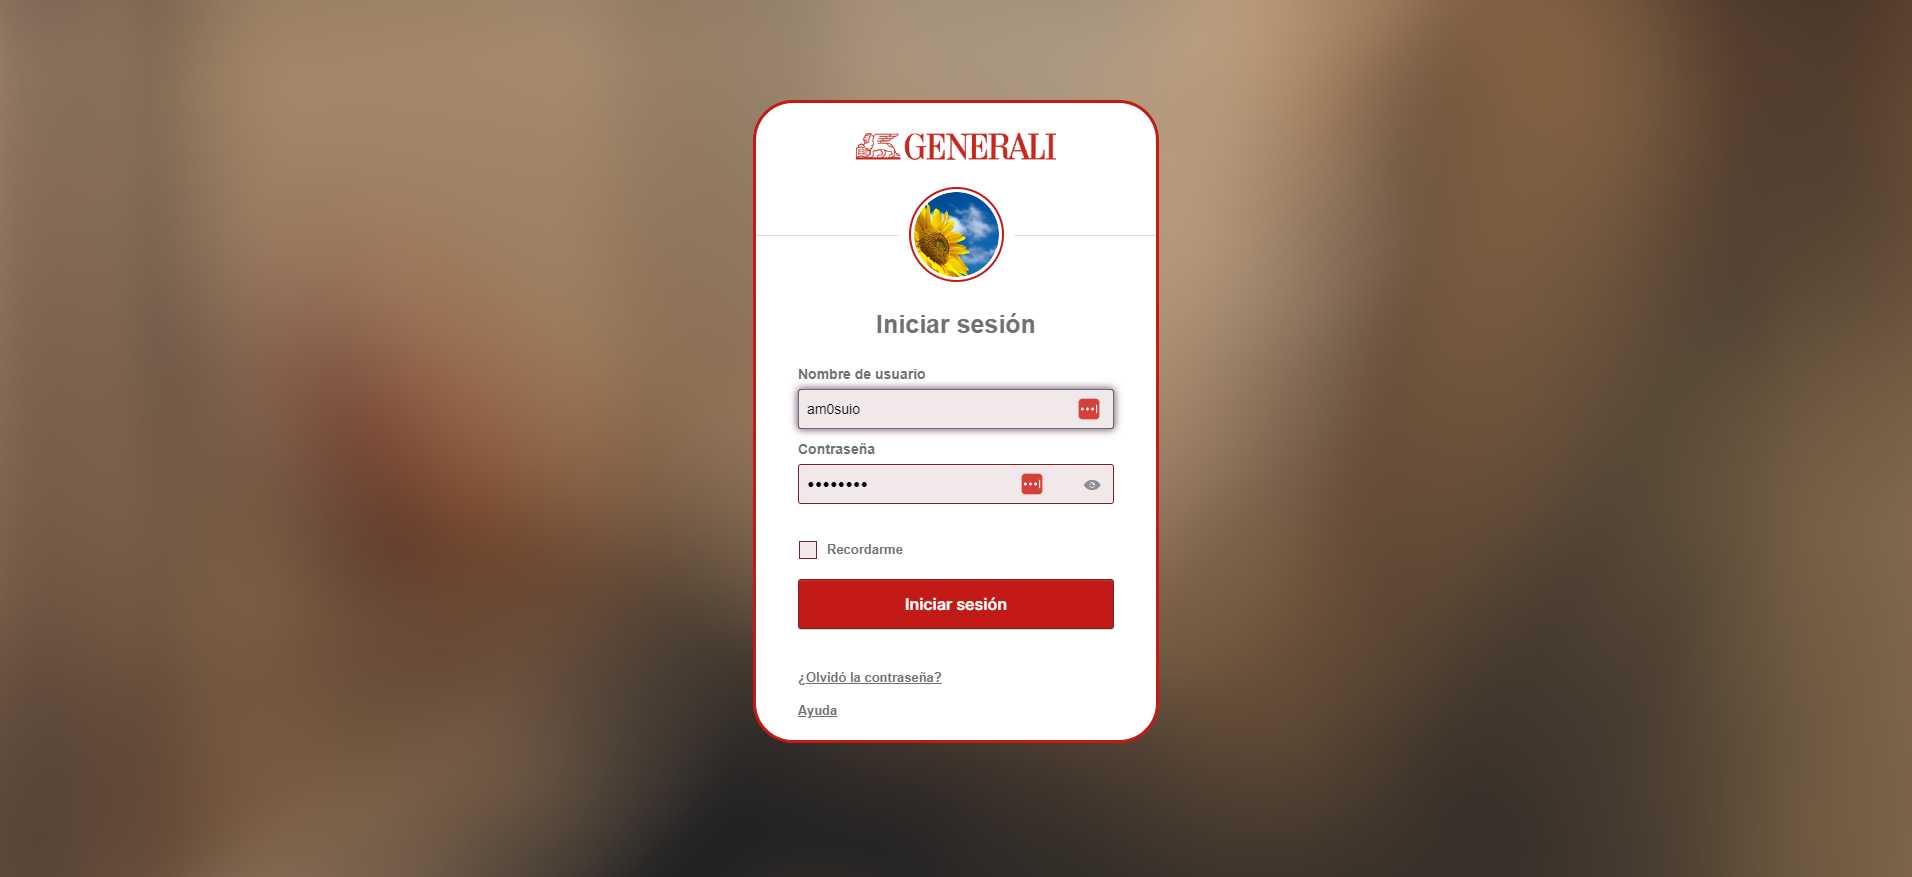 GENERALI
Iniciar sesión
Nombre de usuario
am0suio
Contraseña
••••••••
Recordarme
Iniciar sesión
¿Olvidó la contraseña?
Ayuda